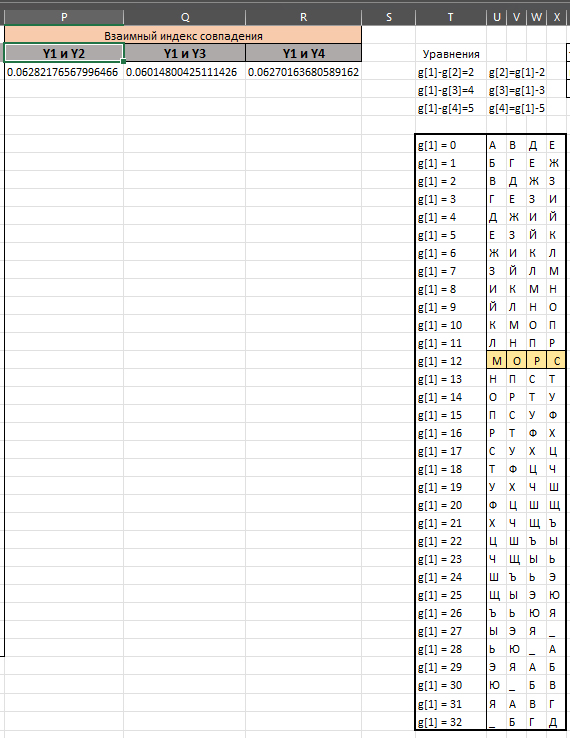 P Q R S T U V W X
Взаимный индекс совпадения
Y1 и Y2 Y1 и Y3 Y1 и Y4 Уравнения
0.06282176567996466 0.06014800425111426 0.06270163680589162 g[1]-g[2]=2 g[2]=g[1]-2
g[1]-g[3]=4 g[3]=g[1]-3
g[1]-g[4]=5 g[4]=g[1]-5
g[1] = 0 А В Д Е
g[1] = 1 Б Г Е Ж
g[1] = 2 В Д Ж З
g[1] = 3 Г Е З И
g[1] = 4 Д Ж И Й
g[1] = 5 Е З Й К
g[1] = 6 Ж И К Л
g[1] = 7 З Й Л М
g[1] = 8 И К М Н
g[1] = 9 Й Л Н О
g[1] = 10 К М О П
g[1] = 11 Л Н П Р
g[1] = 12 М О Р С
g[1] = 13 Н П С Т
g[1] = 14 О Р Т У
g[1] = 15 П С У Ф
g[1] = 16 Р Т Ф Х
g[1] = 17 С У Х Ц
g[1] = 18 Т Ф Ц Ч
g[1] = 19 У Х Ч Ш
g[1] = 20 Ф Ц Ш Щ
g[1] = 21 Х Ч Щ Ъ
g[1] = 22 Ц Ш Ъ Ы
g[1] = 23 Ч Щ Ы Ь
g[1] = 24 Ш Ъ Ь Э
g[1] = 25 Щ Ы Э Ю
g[1] = 26 Ъ Ь Ю Я
g[1] = 27 Ы Э Я _
g[1] = 28 Ь Ю _ А
g[1] = 29 Э Я А Б
g[1] = 30 Ю _ Б В
g[1] = 31 Я А В Г
g[1] = 32 _ Б Г Д